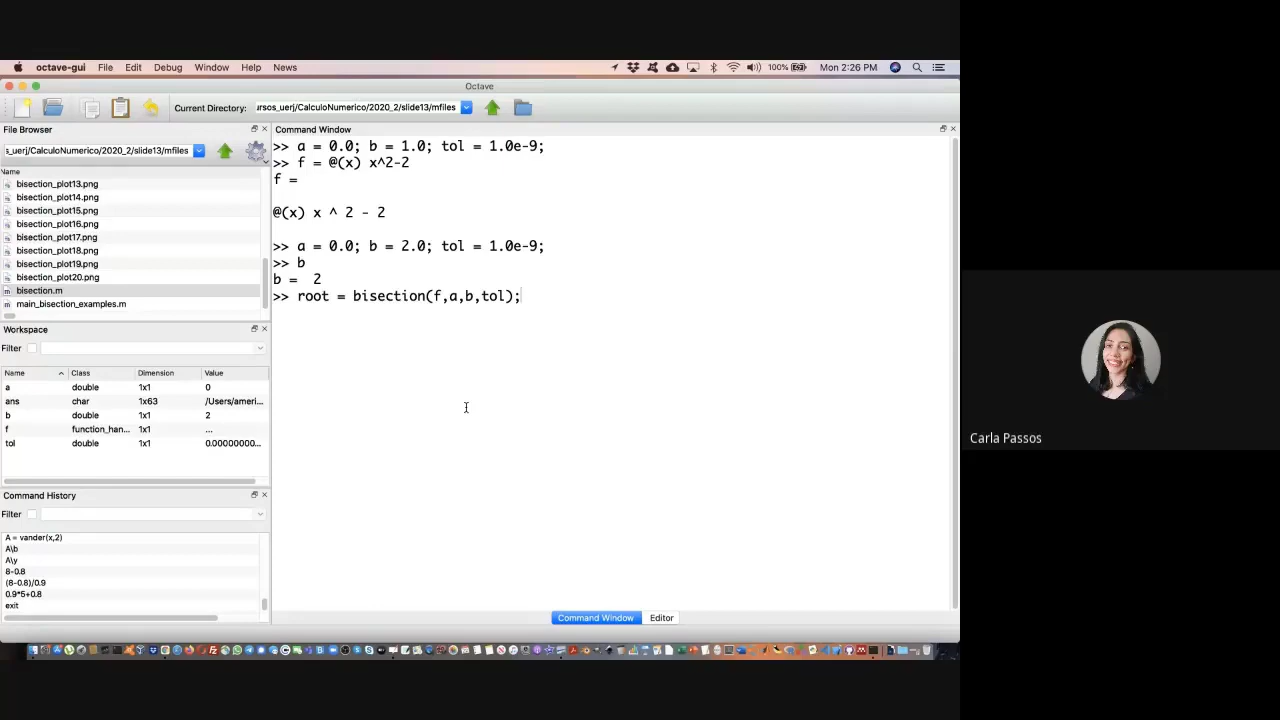 octave-gui File Edit Debug Window Help News
100% Mon 2:26 PM
Octave
Current Directory: ırsos_uerj/CalculoNumerico/2020_2/slide13/mfiles
File Browser
s_uerj/CalculoNumerico/2020_2/slide13/mfiles
Name
bisection_plot13.png
bisection_plot14.png
bisection_plot15.png
bisection_plot16.png
bisection_plot17.png
bisection_plot18.png
bisection_plot19.png
bisection_plot20.png
bisection.m
main_bisection_examples.m
Workspace
Filter
Name Class Dimension Value
a double 1x1 0
ans char 1x63 /Users/ameri...
b double 1x1 2
f function_han... 1x1 ...
tol double 1x1 0.00000000...
Command History
Filter
A = vander(x,2)
A\b
A\y
8-0.8
(8-0.8)/0.9
0.9*5+0.8
exit
Command Window
>> a = 0.0; b = 1.0; tol = 1.0e-9;
>> f = @(x) x^2-2
f =
@(x) x ^ 2 - 2
>> a = 0.0; b = 2.0; tol = 1.0e-9;
>> b
b =  2
>> root = bisection(f,a,b,tol);
Command Window Editor
Carla Passos